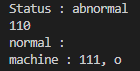 Status : abnormal
110
normal :
machine : 111, o